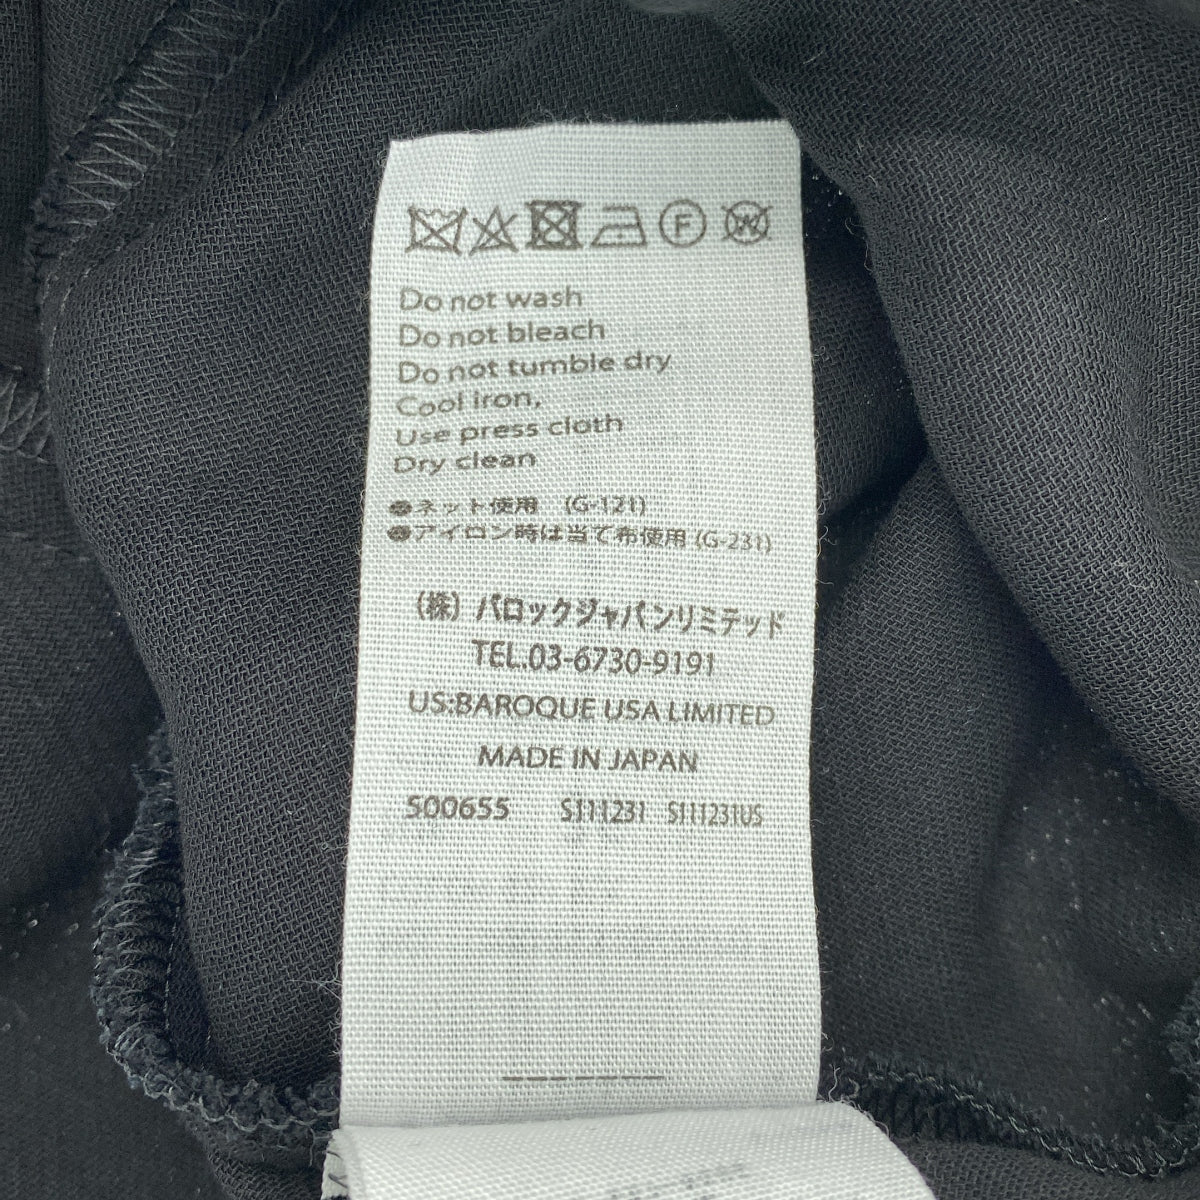 F W
Do not wash
Do not bleach
Do not tumble dry
Cool iron,
Use press cloth
Dry clean
●ネット使用 (G-121)
●アイロン時は当て布使用 (G-231)
(株) バロックジャパンリミテッド
TEL.03-6730-9191
US:BAROQUE USA LIMITED
MADE IN JAPAN
500655 S111231 S111231US